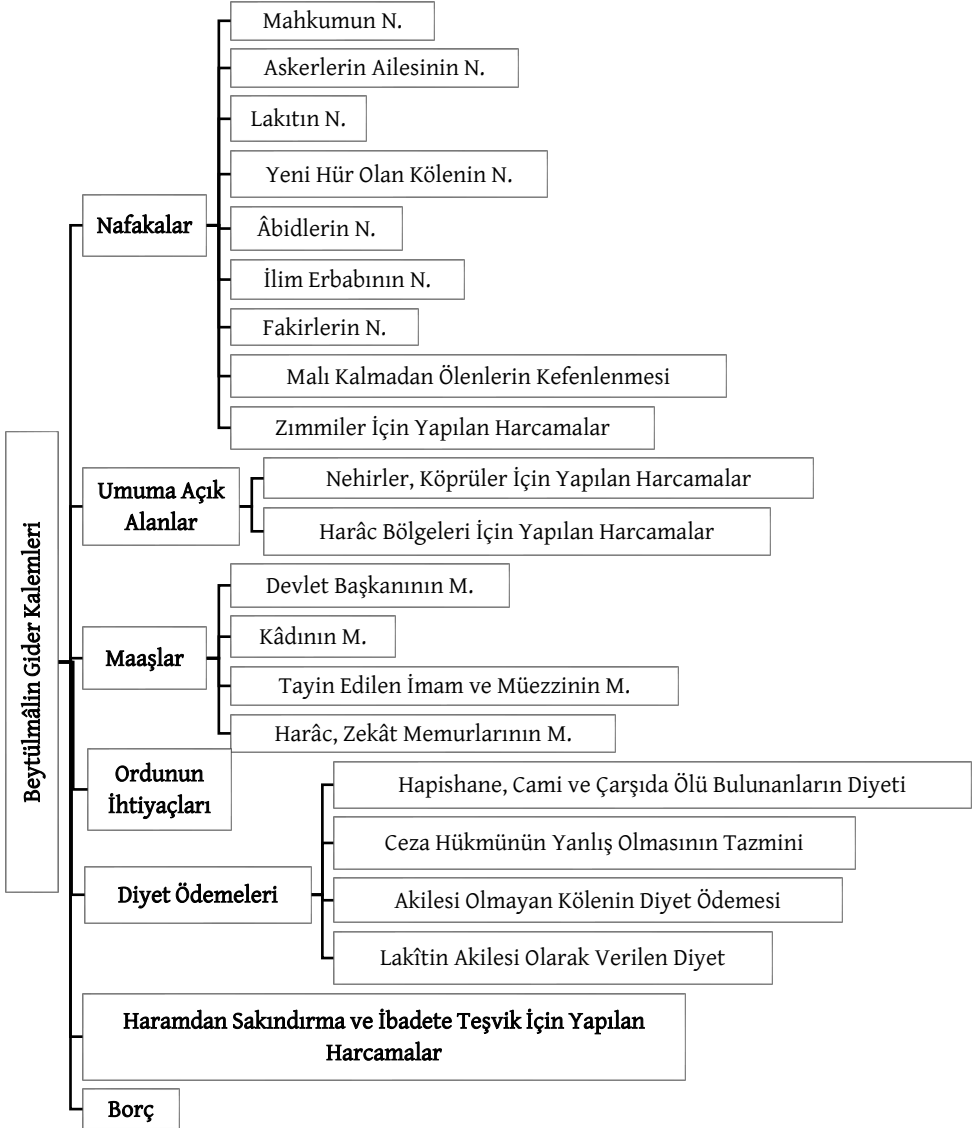 Beytülmâlin Gider Kalemleri
Nafakalar
Mahkumun N.
Askerlerin Ailesinin N.
Lakıtın N.
Yeni Hür Olan Kölenin N.
Âbidlerin N.
İlim Erbabının N.
Fakirlerin N.
Malı Kalmadan Ölenlerin Kefenlenmesi
Zımmiler İçin Yapılan Harcamalar
Umuma Açık
Alanlar
Nehirler, Köprüler İçin Yapılan Harcamalar
Harâc Bölgeleri İçin Yapılan Harcamalar
Maaşlar
Devlet Başkanının M.
Kâdının M.
Tayin Edilen İmam ve Müezzinin M.
Harâc, Zekât Memurlarının M.
Ordunun
İhtiyaçları
Diyet Ödemeleri
Hapishane, Cami ve Çarşıda Ölü Bulunanların Diyeti
Ceza Hükmünün Yanlış Olmasının Tazmini
Akilesi Olmayan Kölenin Diyet Ödemesi
Lakîtin Akilesi Olarak Verilen Diyet
Haramdan Sakındırma ve İbadete Teşvik İçin Yapılan
Harcamalar
Borç